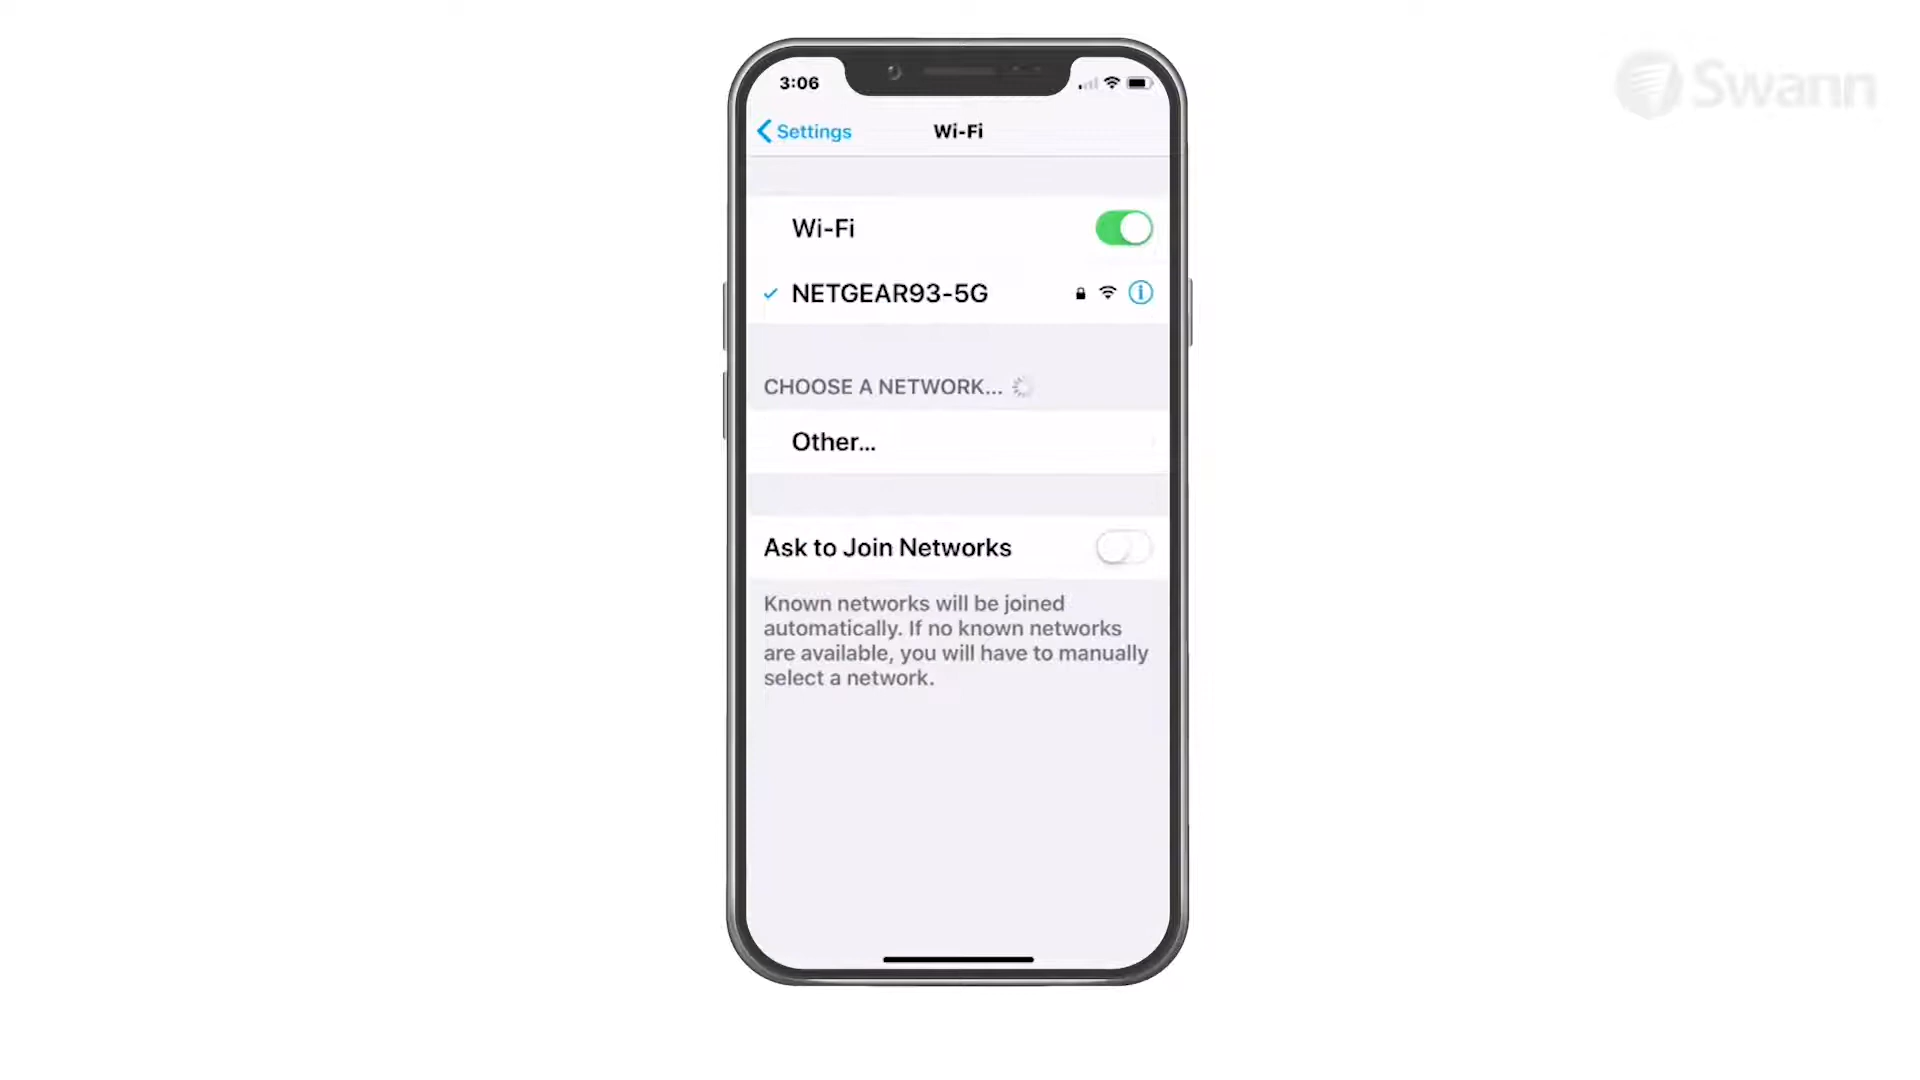 Swann
3:06
Settings
Wi-Fi
Wi-Fi
NETGEAR93-5G
CHOOSE A NETWORK...
Other...
Ask to Join Networks
Known networks will be joined
automatically. If no known networks
are available, you will have to manually
select a network.